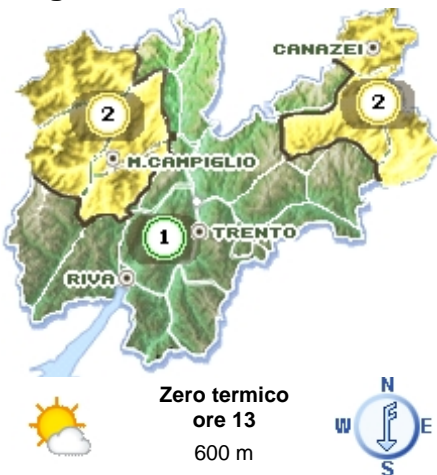 CANAZEI
2
2
M.CAMPIGLIO
1
TRENTO
RIVA
Zero termico
ore 13
600 m
N
W E
S